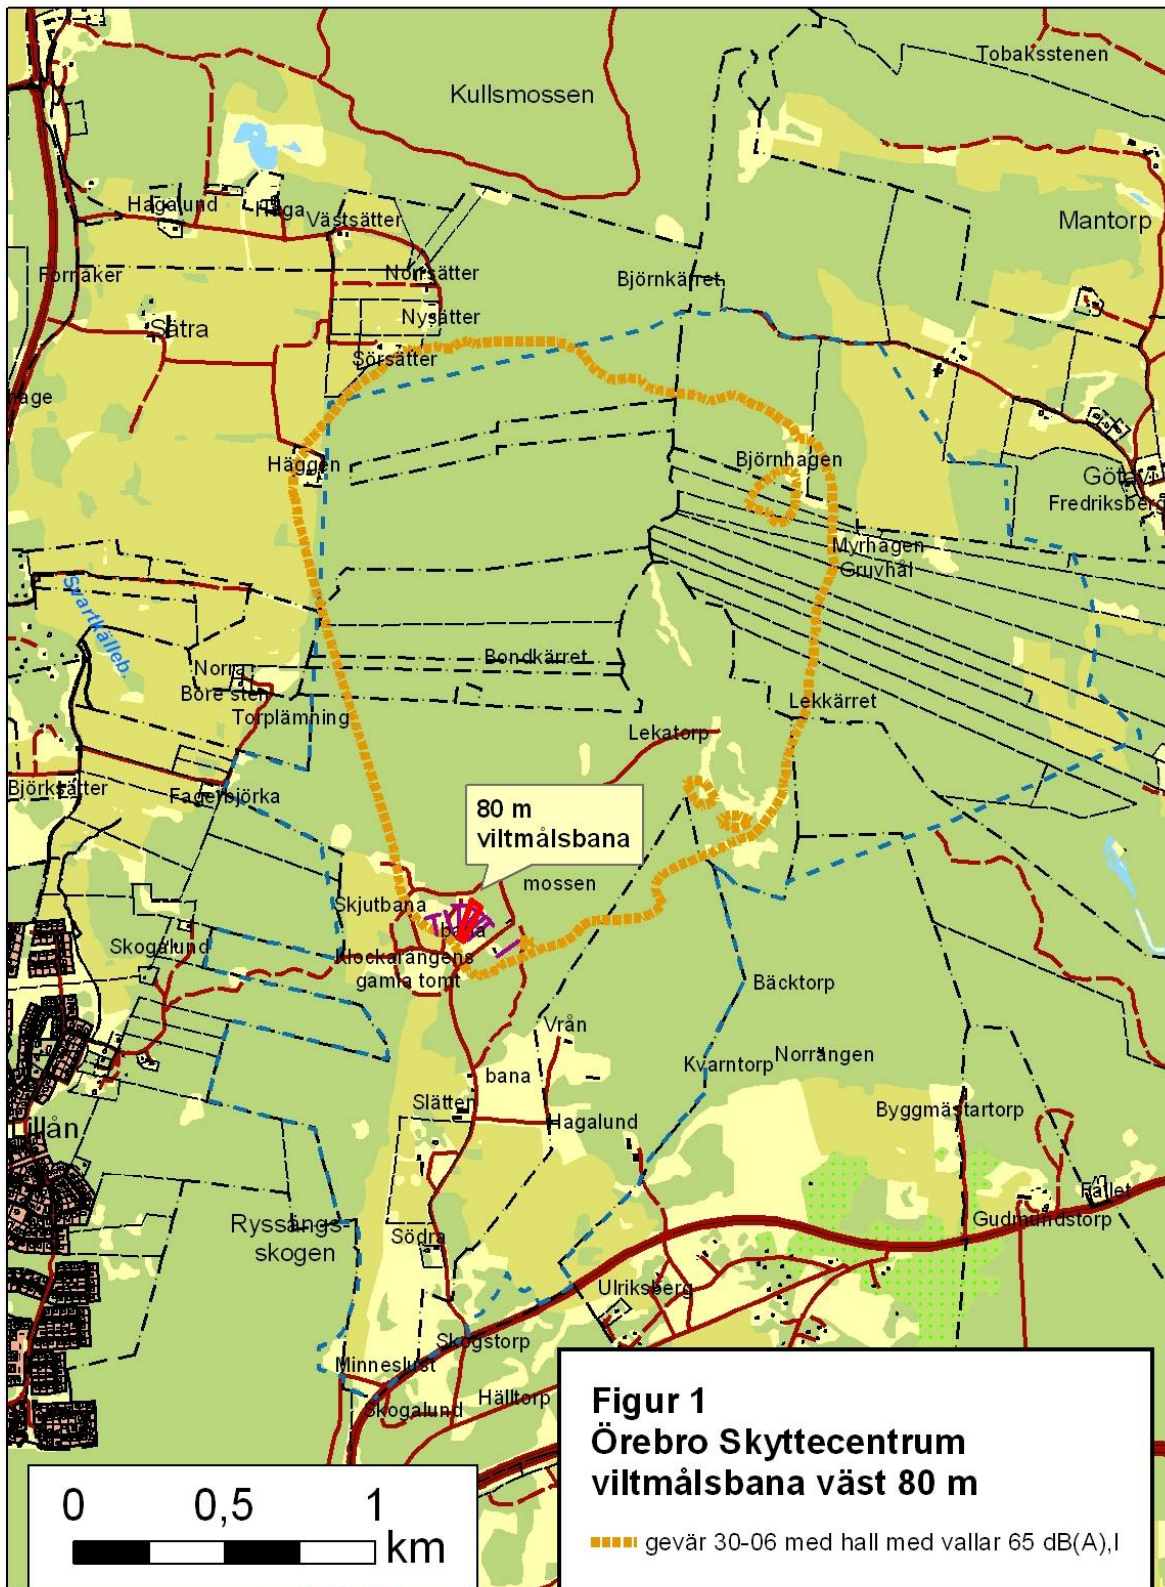 Tobaksstenen
Kullsmossen
Hagalund
Haga
Västsätter
Mantorp
Fornåker
Norrsätter
Björnkärret
Nysätter
Sätra
Sörsätter
Häggen
Björnhagen
Fredriksberg
Myrhagen
Gruvhål
Svartkälleb.
Bondkärret
Norra
Torplämning
Lekkärret
Lekatorp
Björksätter
Fagerbjörka
80 m
viltmålsbana
mossen
Skjutbana
bana
Skogalund
Klockarängens
gamla tomt
Bäcktorp
Vrån
Norrängen
Kvarntorp
bana
Slätten
Byggmästartorp
Hagalund
Fallet
Gudmundstorp
Ryssängs-
skogen
Södra
Ulriksberg
Skogstorp
Minneslust
Hälltorp
Skogalund
Figur 1
Örebro Skyttecentrum
viltmålsbana väst 80 m
gevär 30-06 med hall med vallar 65 dB(A),I
0 0,5 1
km